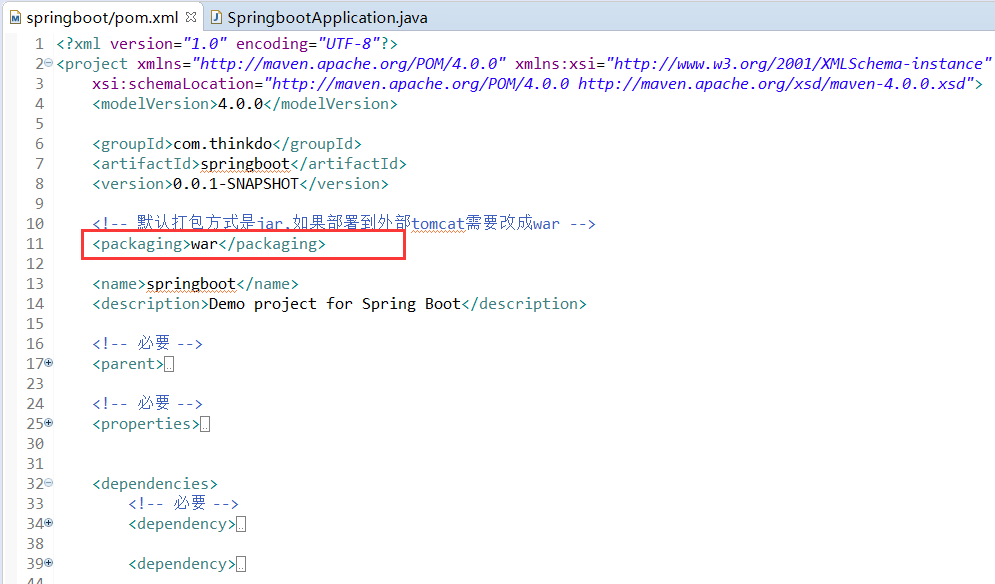 springboot/pom.xml SpringbootApplication.java
1 <?xml version="1.0" encoding="UTF-8"?>
2 <project xmlns="http://maven.apache.org/POM/4.0.0" xmlns:xsi="http://www.w3.org/2001/XMLSchema-instance"
3 xsi:schemaLocation="http://maven.apache.org/POM/4.0.0 http://maven.apache.org/xsd/maven-4.0.0.xsd">
4 <modelVersion>4.0.0</modelVersion>
5
6 <groupId>com.thinkdo</groupId>
7 <artifactId>springboot</artifactId>
8 <version>0.0.1-SNAPSHOT</version>
9
10 <!-- 默认打包方式是jar,如果部署到外部tomcat需要改成war -->
11 <packaging>war</packaging>
12
13 <name>springboot</name>
14 <description>Demo project for Spring Boot</description>
15
16 <!-- 必要 -->
17 <parent>
23
24 <!-- 必要 -->
25 <properties>
30
31
32 <dependencies>
33 <!-- 必要 -->
34 <dependency>
38
39 <dependency>
44